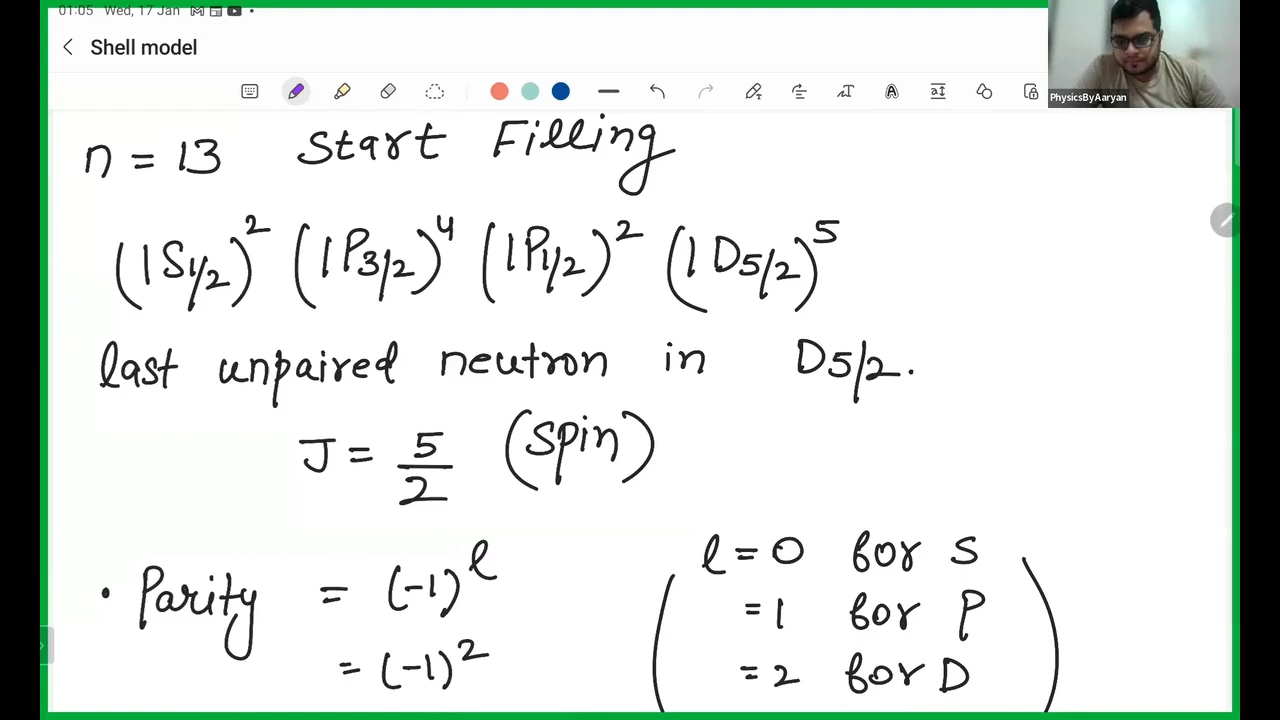 01:05 Wed, 17 Jan
Shell model
PhysicsByAaryan
n = 13 Start Filling
(1S1/2)² (1P3/2)⁴ (1P1/2)² (1D5/2)⁵
last unpaired neutron in D5/2.
J = 5/2 (spin)
• Parity = (-1)^l
= (-1)²
l = 0 for S
= 1 for P
= 2 for D